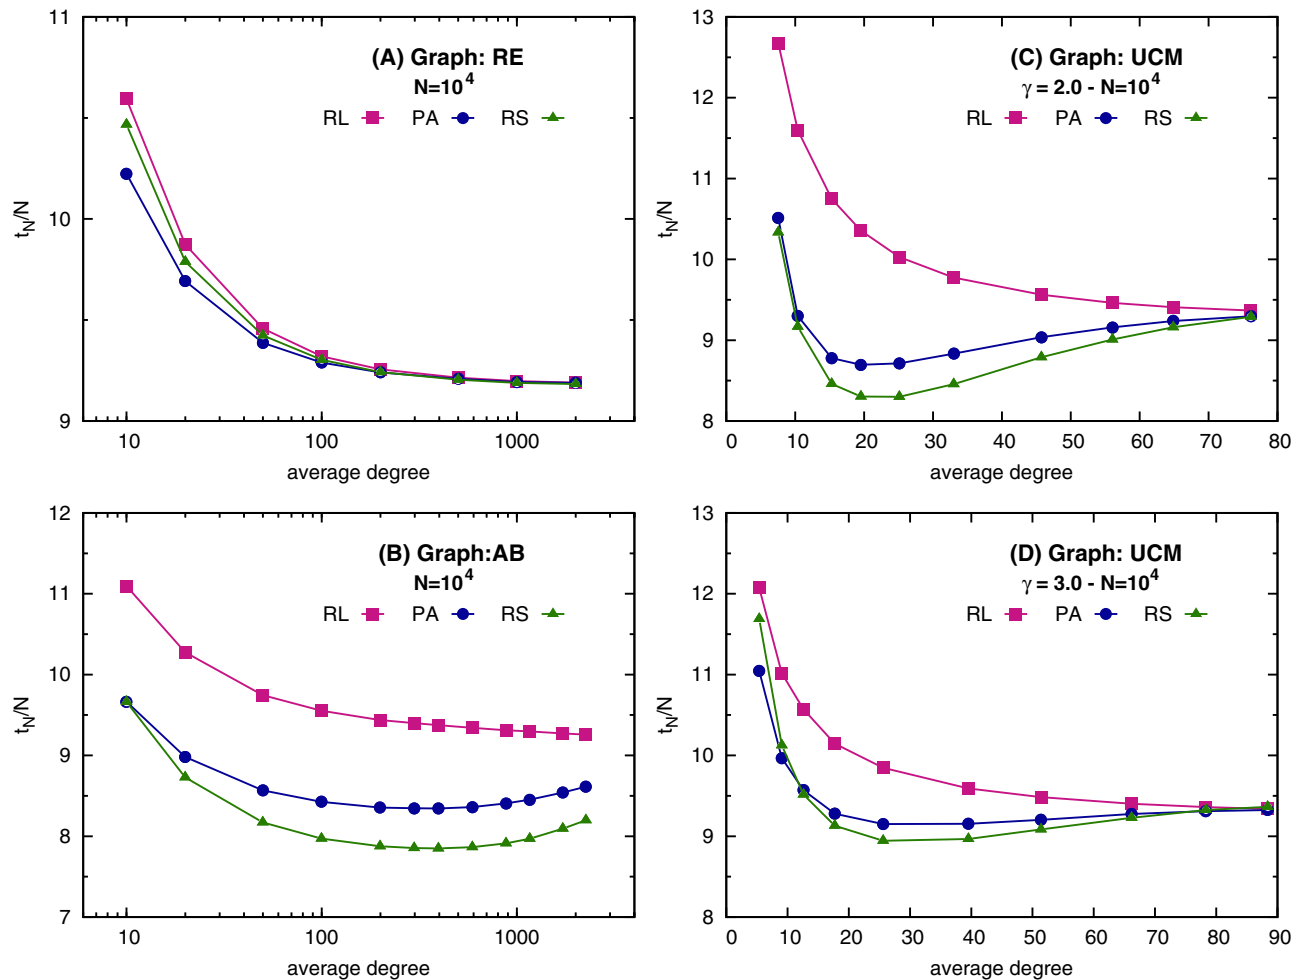 11
10
9
10
100
1000
t_N/N
average degree
(A) Graph: RE
N=10^4
RL PA RS
13
12
11
10
9
8
0 10 20 30 40 50 60 70 80
t_N/N
average degree
(C) Graph: UCM
γ = 2.0 - N=10^4
RL PA RS
12
11
10
9
8
7
10
100
1000
t_N/N
average degree
(B) Graph:AB
N=10^4
RL PA RS
13
12
11
10
9
8
0 10 20 30 40 50 60 70 80 90
t_N/N
average degree
(D) Graph: UCM
γ = 3.0 - N=10^4
RL PA RS